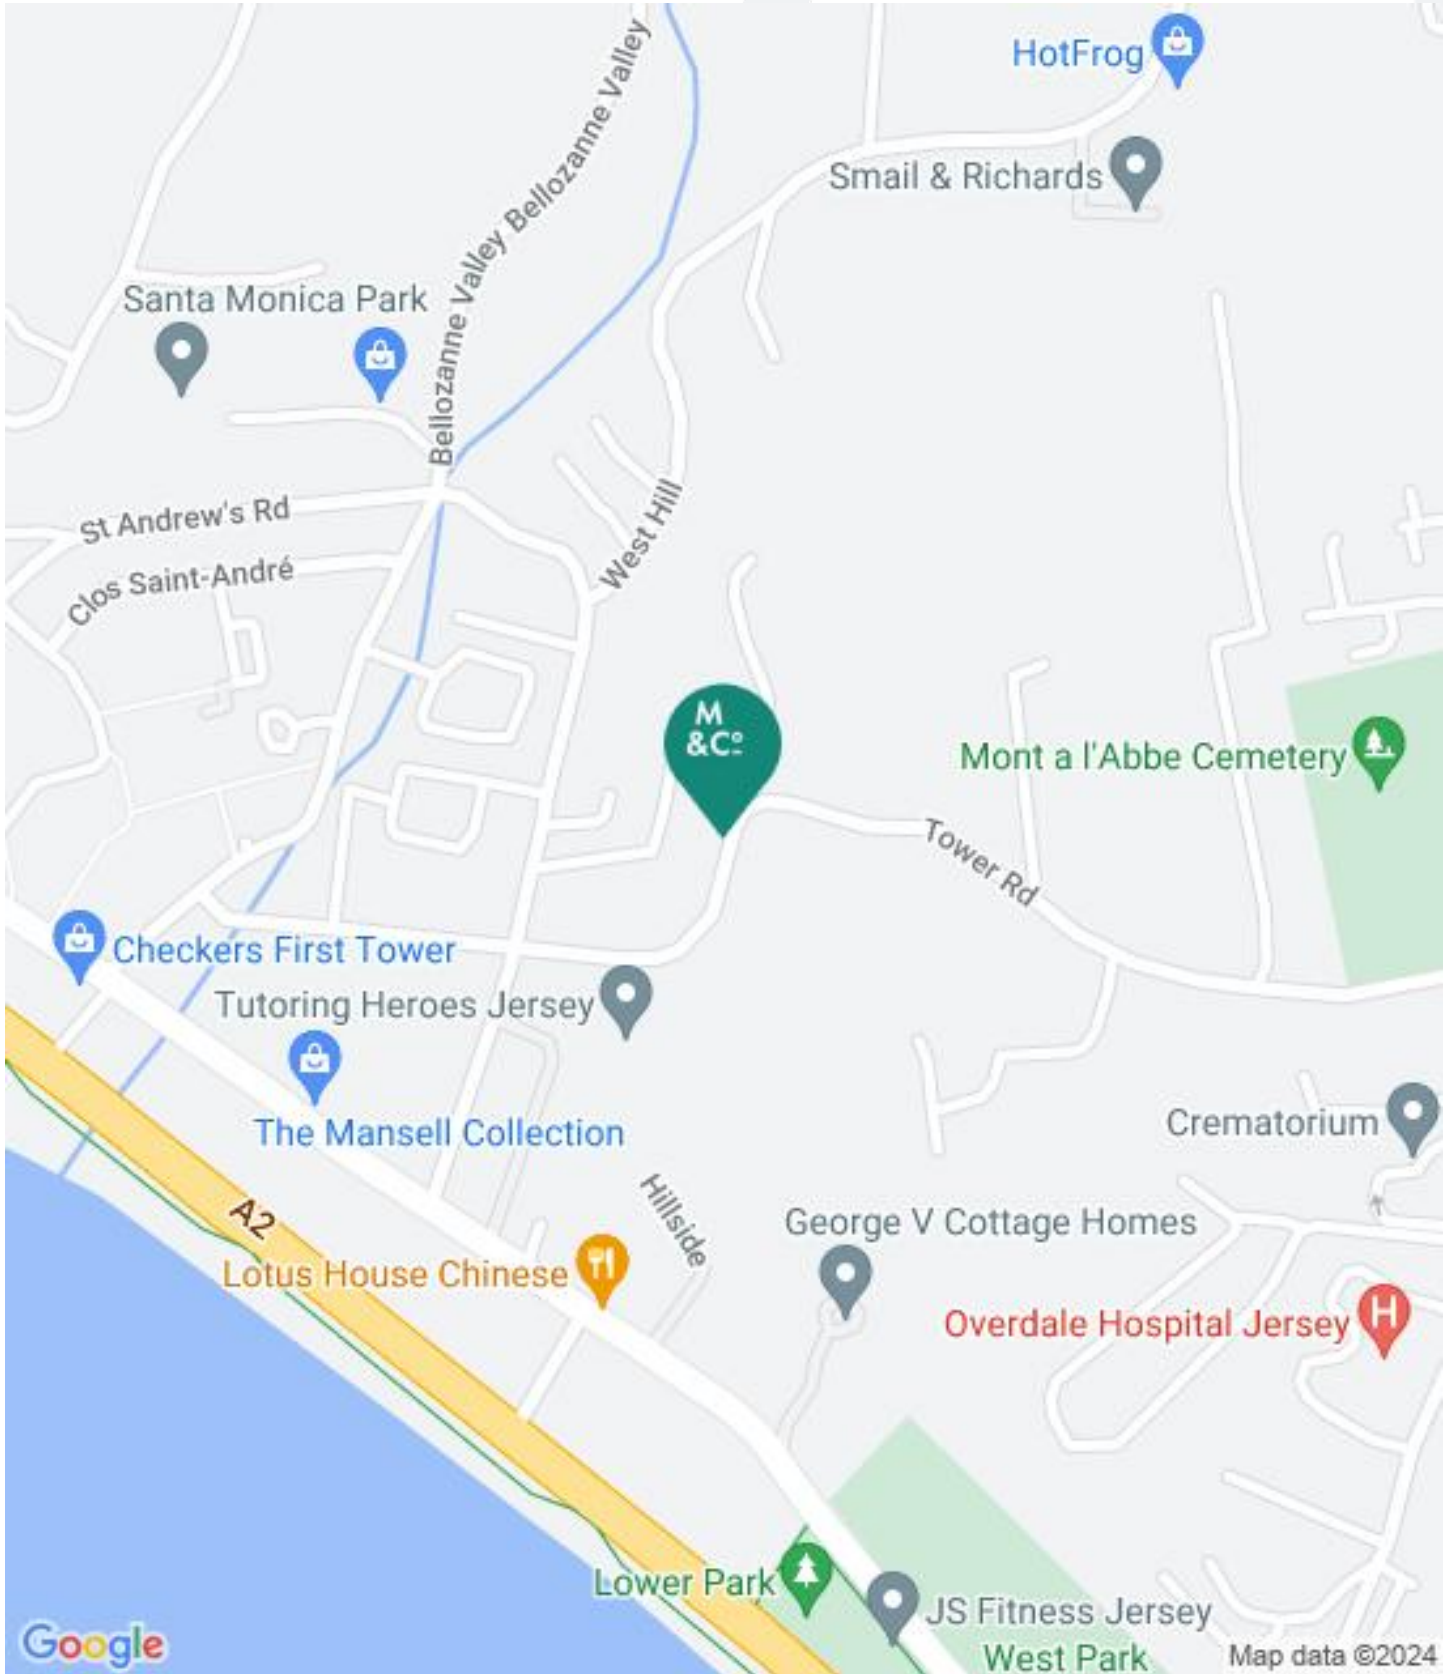 HotFrog
Smail & Richards
Bellozanne Valley
Bellozanne Valley
Santa Monica Park
St Andrew's Rd
Clos Saint-André
West Hill
M
&Cº
Mont a l'Abbe Cemetery
Tower Rd
Checkers First Tower
Tutoring Heroes Jersey
The Mansell Collection
Crematorium
Hillside
A2
George V Cottage Homes
Lotus House Chinese
Overdale Hospital Jersey
H
Lower Park
JS Fitness Jersey
West Park
Google
Map data ©2024